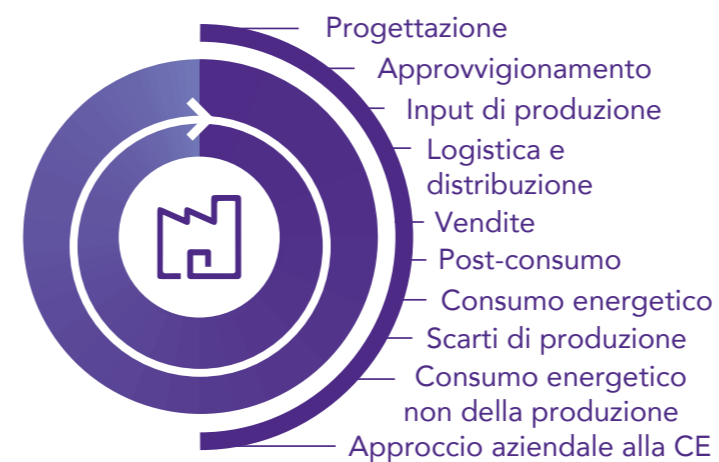 Progettazione
Approvvigionamento
Input di produzione
Logistica e
distribuzione
Vendite
Post-consumo
Consumo energetico
Scarti di produzione
Consumo energetico
non della produzione
Approccio aziendale alla CE